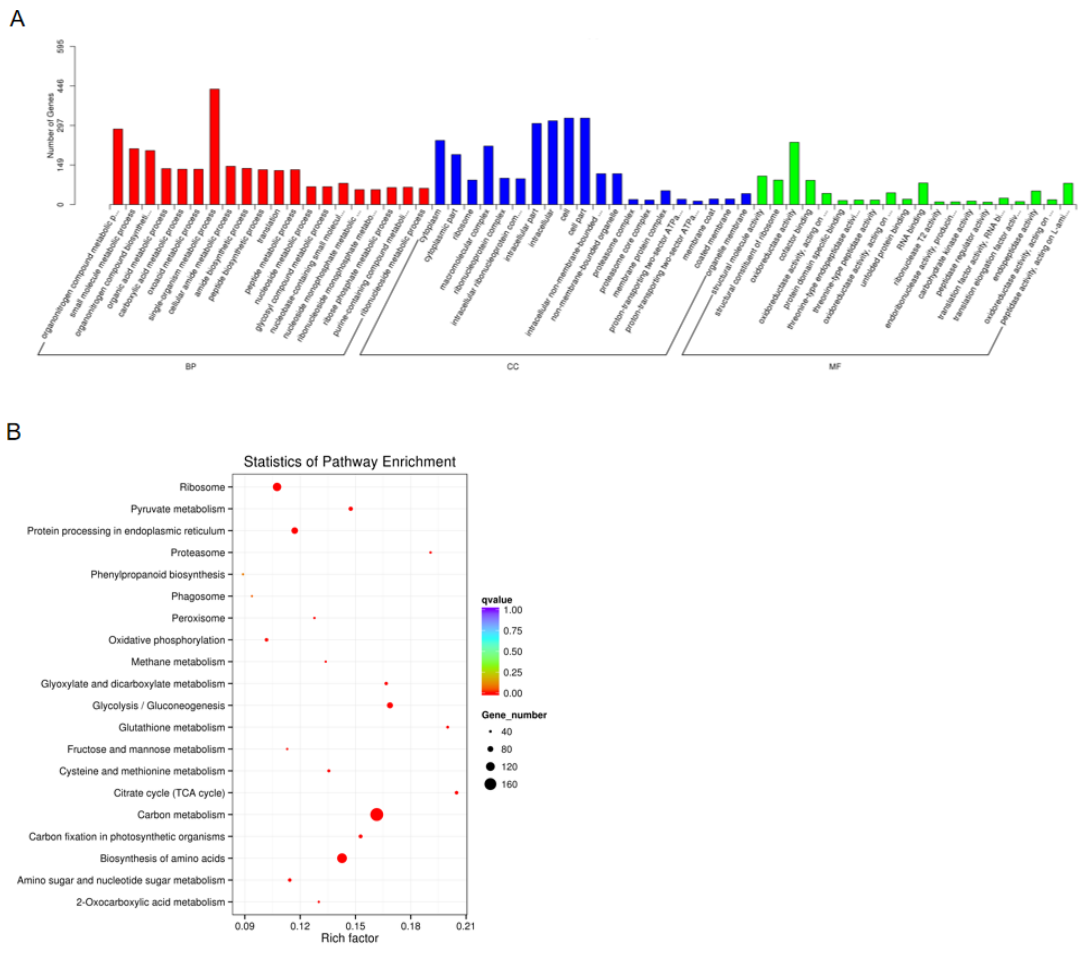 A
Number of Genes
595
446
297
149
0
organonitrogen compound metabolic p...
small molecule metabolic process
organonitrogen compound biosyntheti...
organic acid metabolic process
carboxylic acid metabolic process
oxoacid metabolic process
single-organism metabolic process
cellular amide metabolic process
amide biosynthetic process
peptide biosynthetic process
translation
peptide metabolic process
nucleotide metabolic process
glycosyl compound metabolic process
nucleobase-containing small molecul...
nucleoside monophosphate metabolic ...
ribonucleoside monophosphate metabo...
ribose phosphate metabolic process
purine-containing compound metaboli...
ribonucleoside metabolic process
cytoplasm
cytoplasmic part
ribosome
macromolecular complex
ribonucleoprotein complex
intracellular ribonucleoprotein com...
intracellular part
intracellular
cell
cell part
intracellular non-membrane-bounded ...
non-membrane-bounded organelle
proteasome complex
proteasome core complex
membrane protein complex
proton-transporting two-sector ATPa...
proton-transporting two-sector ATPa...
membrane coat
coated membrane
organelle membrane
structural molecule activity
structural constituent of ribosome
oxidoreductase activity
cofactor binding
oxidoreductase activity, acting on ...
protein domain specific binding
threonine-type endopeptidase activi...
threonine-type peptidase activity
oxidoreductase activity, acting on ...
unfolded protein binding
RNA binding
ribonuclease T2 activity
endoribonuclease activity, producin...
carbohydrate kinase activity
peptidase regulator activity
translation factor activity, RNA bi...
translation elongation factor activ...
endopeptidase activity
oxidoreductase activity, acting on ...
peptidase activity, acting on L-ami...
BP
CC
MF
B
Statistics of Pathway Enrichment
Ribosome
Pyruvate metabolism
Protein processing in endoplasmic reticulum
Proteasome
Phenylpropanoid biosynthesis
Phagosome
Peroxisome
Oxidative phosphorylation
Methane metabolism
Glyoxylate and dicarboxylate metabolism
Glycolysis / Gluconeogenesis
Glutathione metabolism
Fructose and mannose metabolism
Cysteine and methionine metabolism
Citrate cycle (TCA cycle)
Carbon metabolism
Carbon fixation in photosynthetic organisms
Biosynthesis of amino acids
Amino sugar and nucleotide sugar metabolism
2-Oxocarboxylic acid metabolism
0.09
0.12
0.15
0.18
0.21
Rich factor
qvalue
1.00
0.75
0.50
0.25
0.00
Gene_number
40
80
120
160